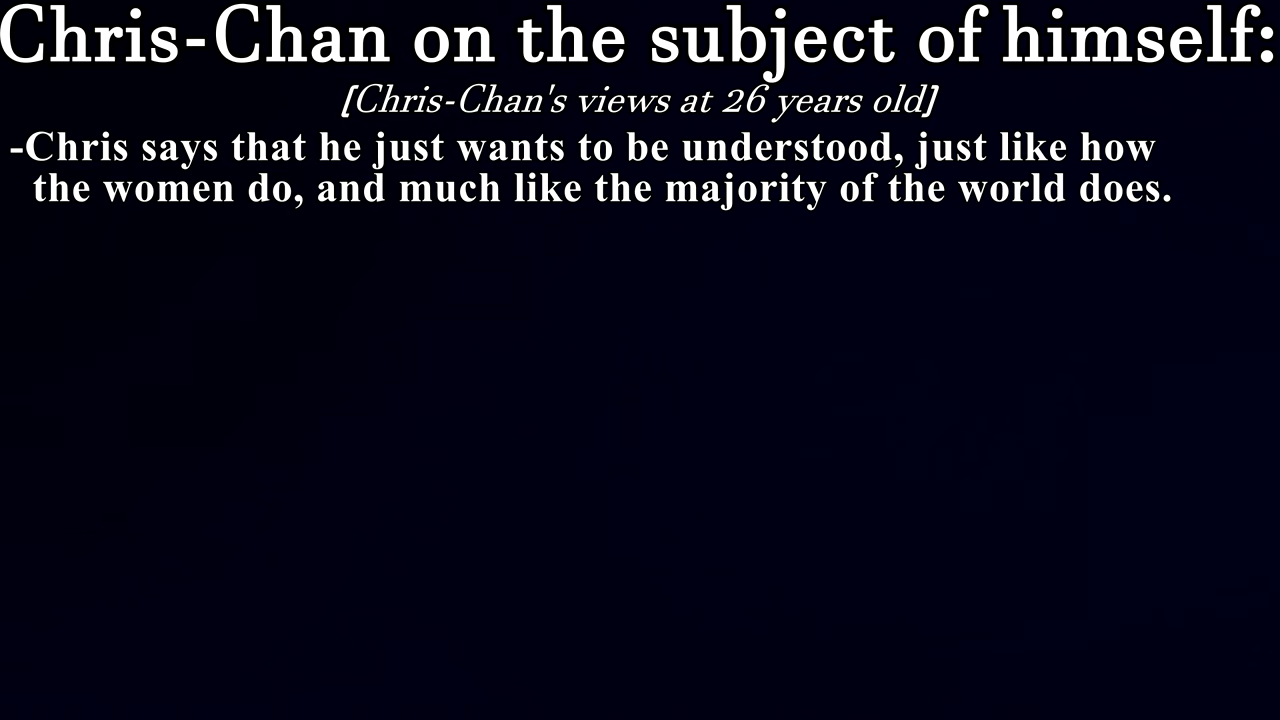 Chris-Chan on the subject of himself:
[Chris-Chan's views at 26 years old]
-Chris says that he just wants to be understood, just like how
the women do, and much like the majority of the world does.